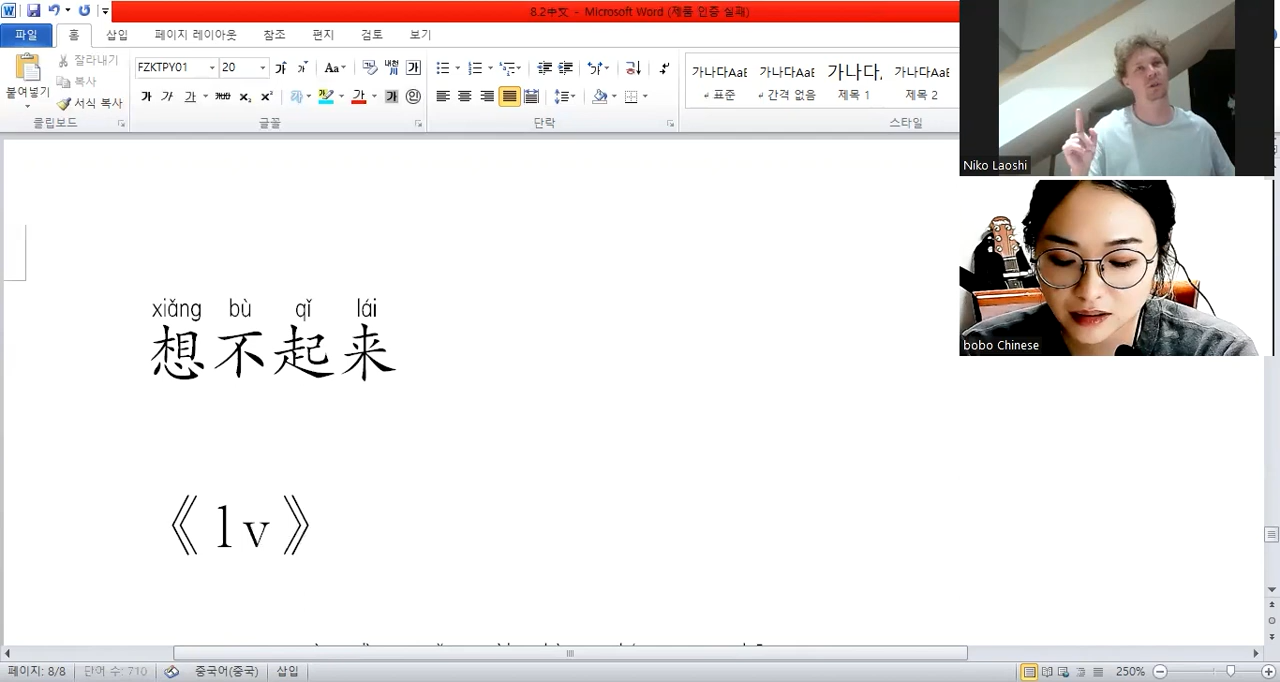 8.2中文 - Microsoft Word (제품 인증 실패)
파일 홈 삽입 페이지 레이아웃 참조 편지 검토 보기
붙여넣기
잘라내기
복사
서식 복사
클립보드
FZKTPY01 20
글꼴
단락
가나다AaB 가나다AaB 가나다, 가나다AaB
표준 간격 없음 제목 1 제목 2
스타일
Niko Laoshi
bobo Chinese
xiǎng bù qǐ lái
想不起来
《lv》
페이지: 8/8 단어 수: 710 중국어(중국) 삽입 250%